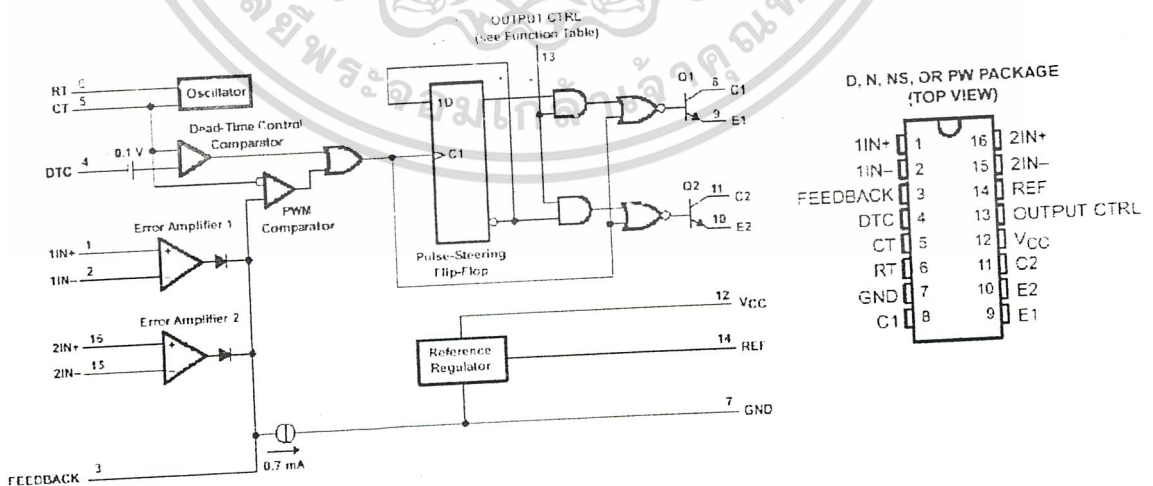 OUTPUT CTRL
(see Function Table)
13
RT 6
CT 5
Oscillator
Dead-Time Control
Comparator
0.1 V
DTC 4
PWM
Comparator
1D
C1
Pulse-Steering
Flip-Flop
Q1
8 C1
9 E1
Q2
11 C2
10 E2
Error Amplifier 1
1IN+ 1
1IN– 2
+
–
Error Amplifier 2
2IN+ 16
2IN– 15
+
–
Reference
Regulator
12 VCC
14 REF
7 GND
0.7 mA
FEEDBACK 3
D, N, NS, OR PW PACKAGE
(TOP VIEW)
1IN+ 1 16 2IN+
1IN– 2 15 2IN–
FEEDBACK 3 14 REF
DTC 4 13 OUTPUT CTRL
CT 5 12 VCC
RT 6 11 C2
GND 7 10 E2
C1 8 9 E1